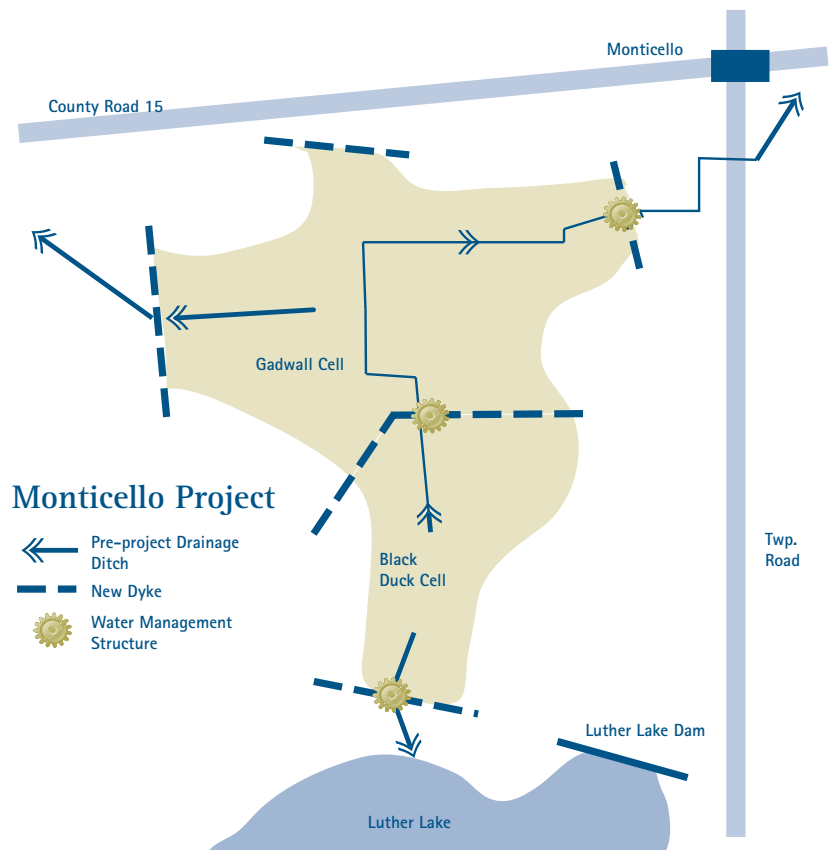 Monticello
County Road 15
Gadwall Cell
Monticello Project
Pre-project Drainage
Ditch
New Dyke
Water Management
Structure
Black
Duck Cell
Twp.
Road
Luther Lake Dam
Luther Lake